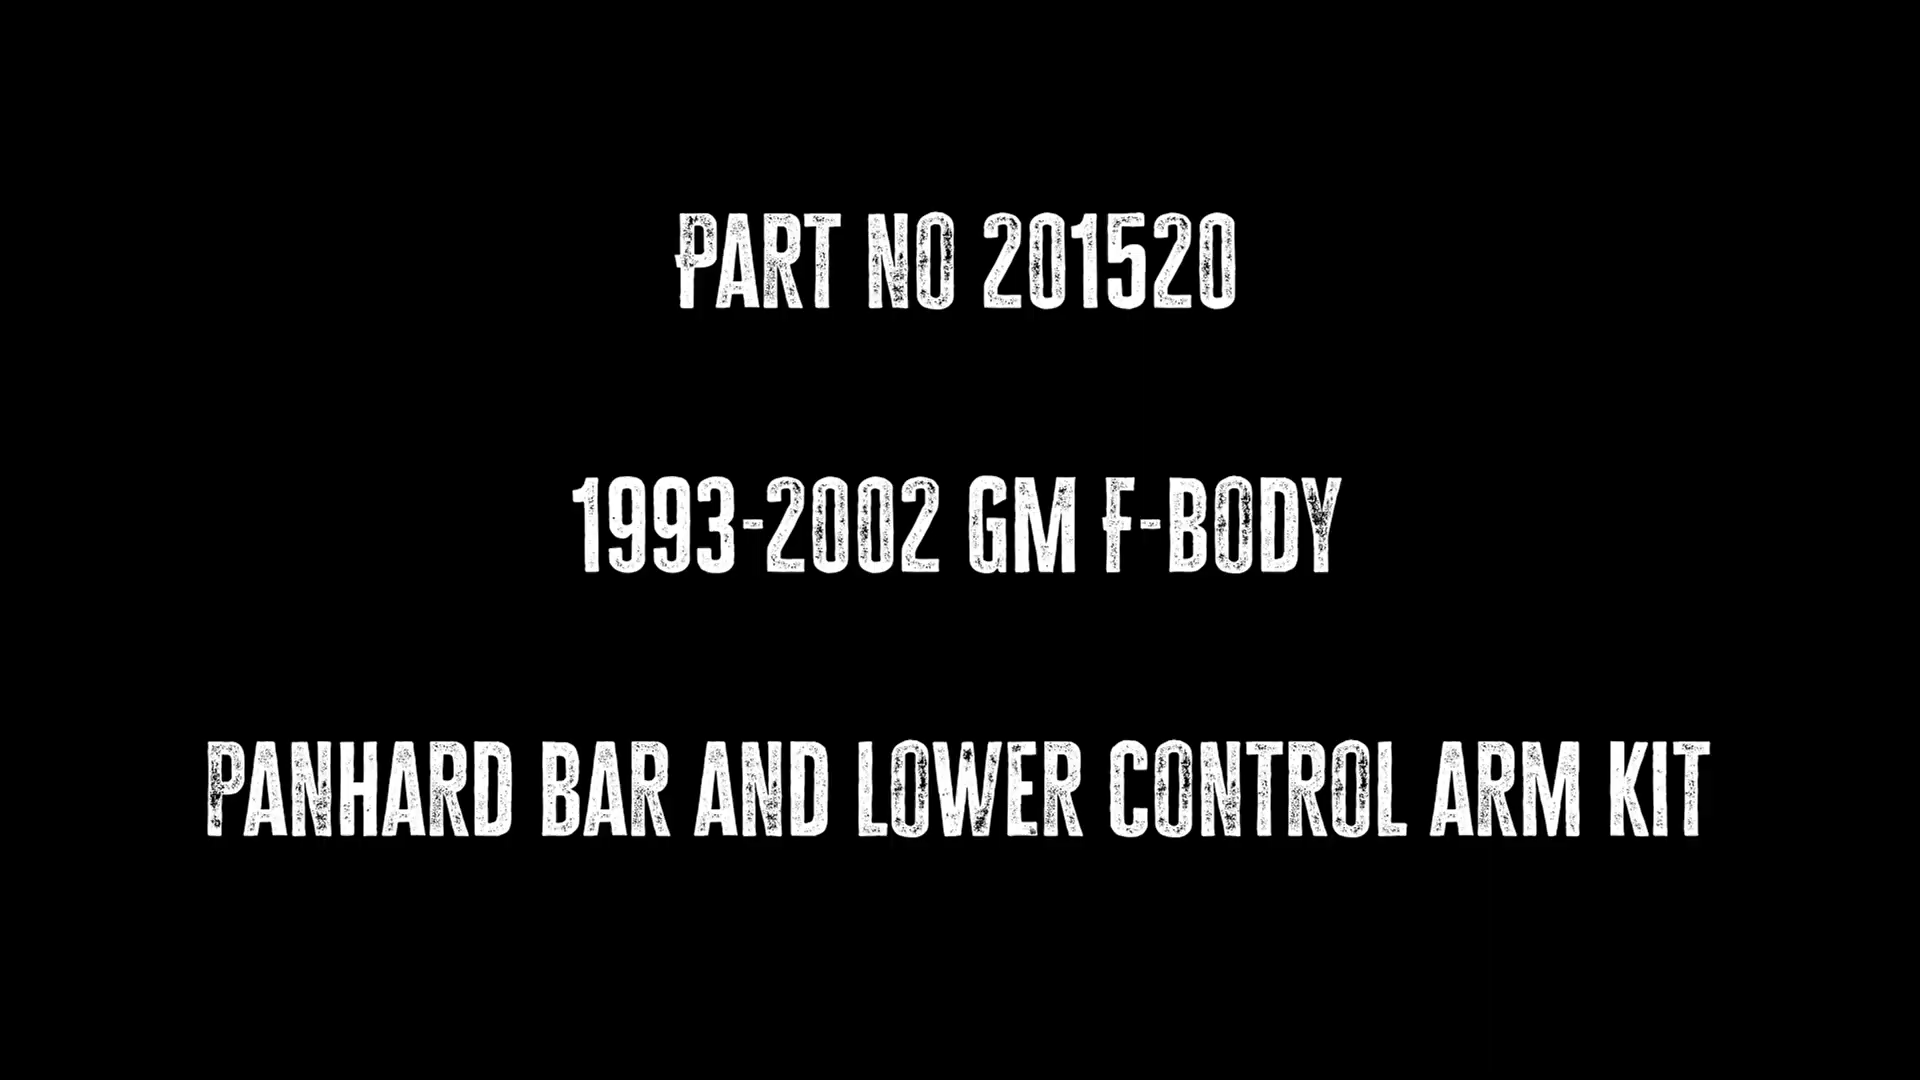 PART NO 201520
1993-2002 GM F-BODY
PANHARD BAR AND LOWER CONTROL ARM KIT